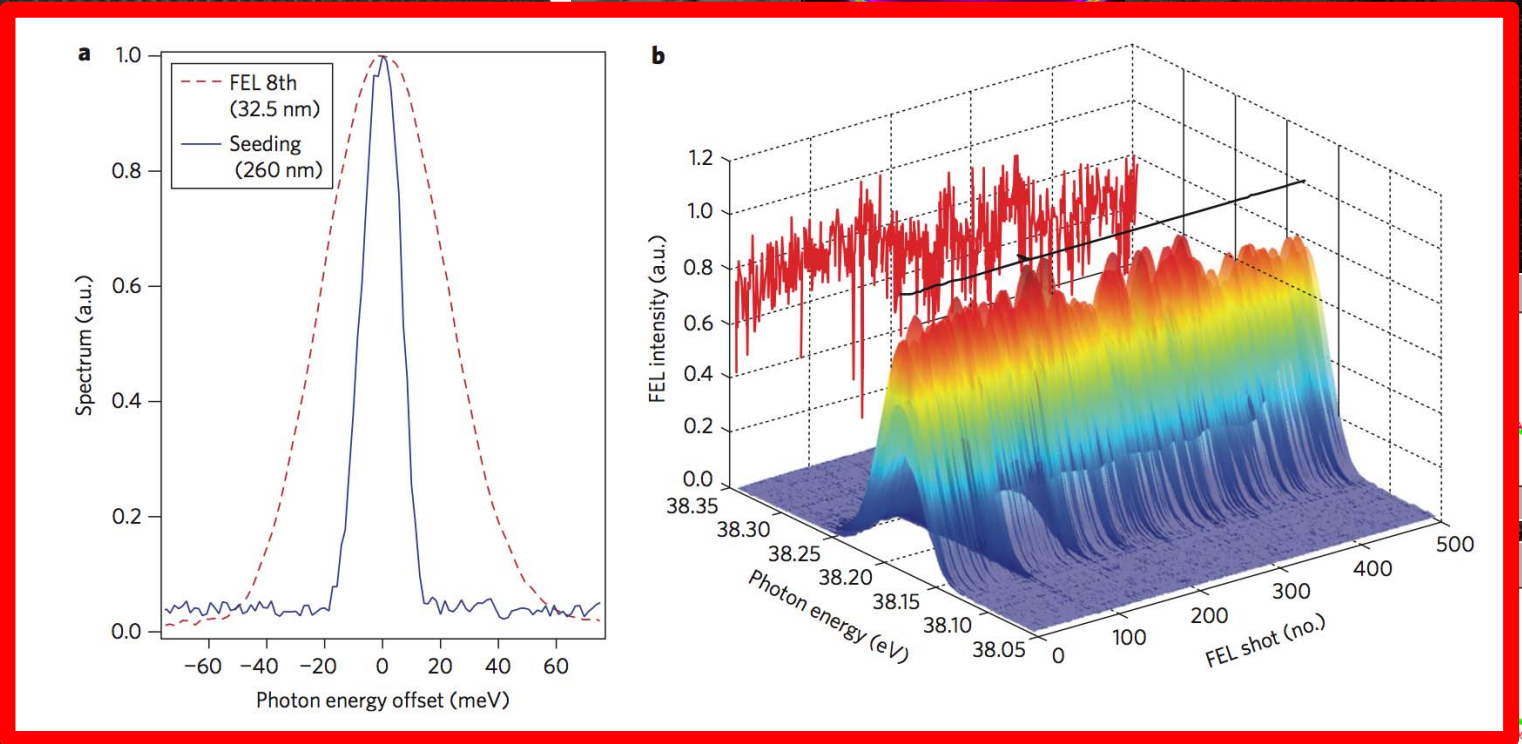 a
1.0
0.8
0.6
0.4
0.2
0.0
Spectrum (a.u.)
FEL 8th
(32.5 nm)
Seeding
(260 nm)
−60 −40 −20 0 20 40 60
Photon energy offset (meV)
b
1.2
1.0
0.8
0.6
0.4
0.2
0.0
FEL intensity (a.u.)
38.35
38.30
38.25
38.20
38.15
38.10
38.05
Photon energy (eV)
0
100
200
300
400
500
FEL shot (no.)